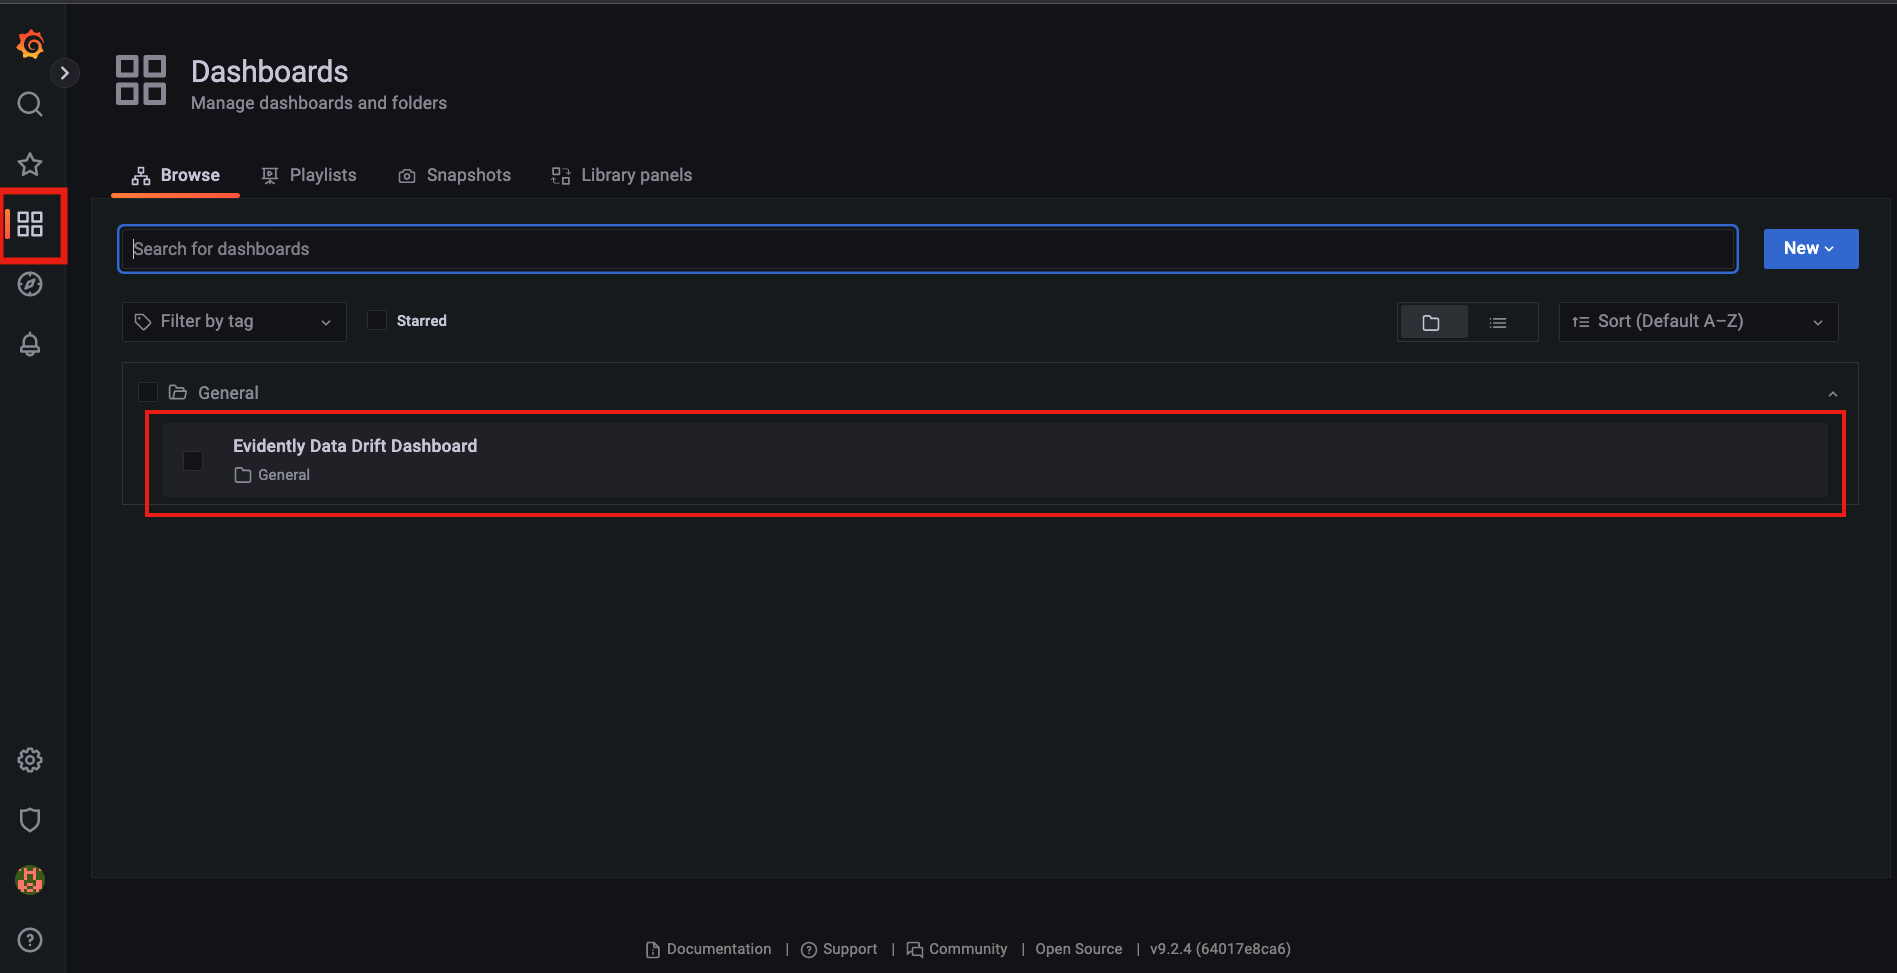 Dashboards
Manage dashboards and folders
Browse
Playlists
Snapshots
Library panels
Search for dashboards
New
Filter by tag
Starred
Sort (Default A–Z)
General
Evidently Data Drift Dashboard
General
Documentation | Support | Community | Open Source | v9.2.4 (64017e8ca6)